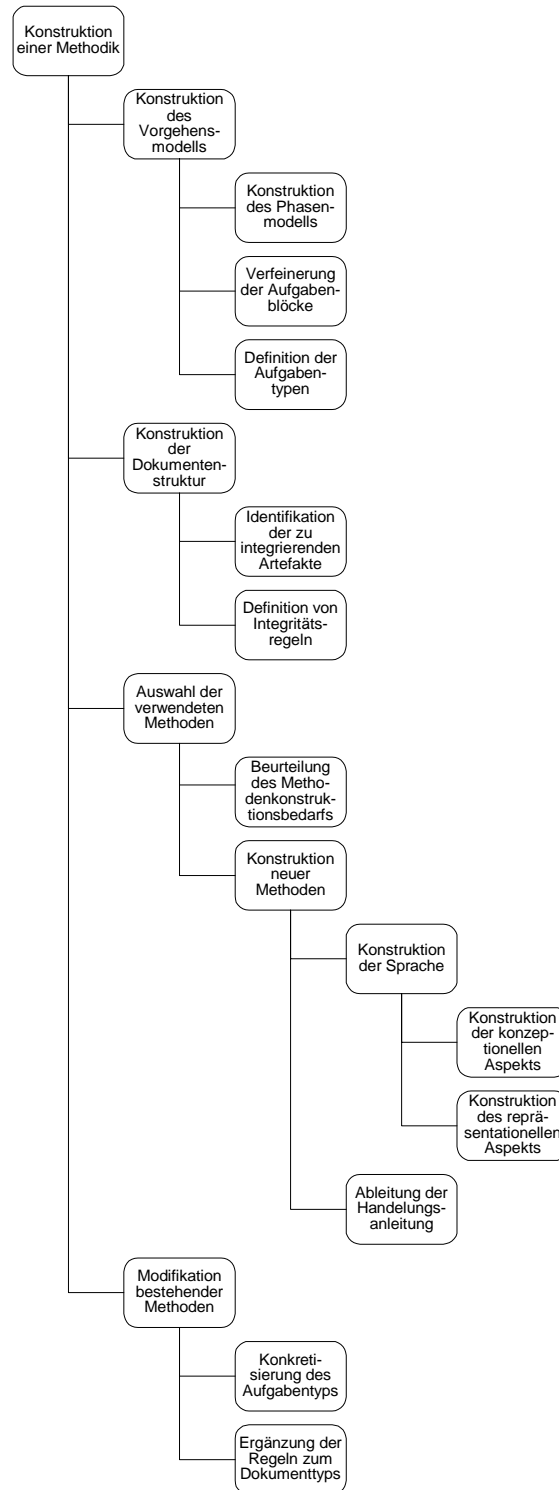 Konstruktion
einer Methodik
Konstruktion
des
Vorgehens-
modells
Konstruktion
des Phasen-
modells
Verfeinerung
der Aufgaben-
blöcke
Definition der
Aufgaben-
typen
Konstruktion
der
Dokumenten-
struktur
Identifikation
der zu
integrierenden
Artefakte
Definition von
Integritäts-
regeln
Auswahl der
verwendeten
Methoden
Beurteilung
des Metho-
denkonstruk-
tionsbedarfs
Konstruktion
neuer
Methoden
Konstruktion
der Sprache
Konstruktion
der konzep-
tionellen
Aspekts
Konstruktion
des reprä-
sentationellen
Aspekts
Ableitung der
Handelungs-
anleitung
Modifikation
bestehender
Methoden
Konkreti-
sierung des
Aufgabentyps
Ergänzung der
Regeln zum
Dokumenttyps